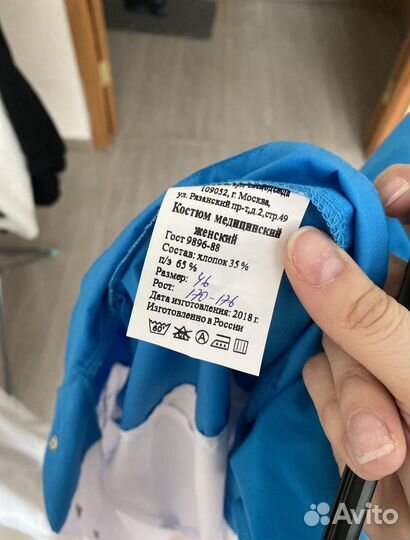 109052, г. Москва,
ул. Рязанский пр-т, д.2, стр.49
Костюм медицинский
женский
Гост 9896-88
Состав: хлопок 35 %
п/э 65 %
Размер: 46
Рост: 170-176
Дата изготовления: 2018 г.
Изготовлено в России
60 A
Avito